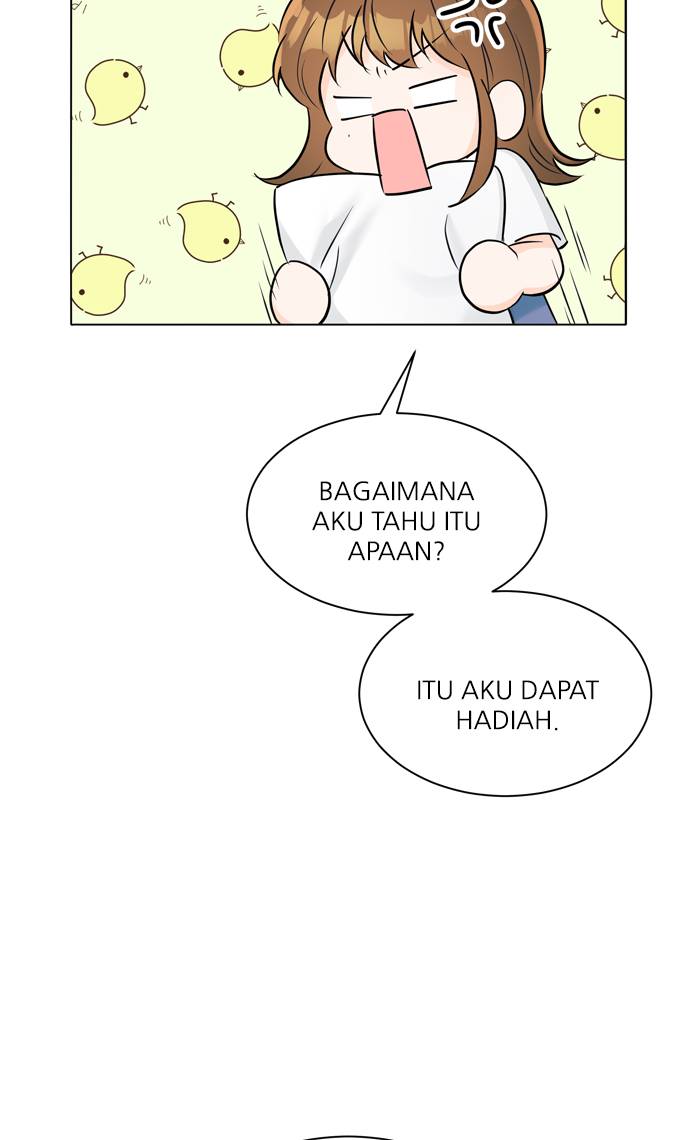 BAGAIMANA
AKU TAHU ITU
APAAN?
ITU AKU DAPAT
HADIAH.